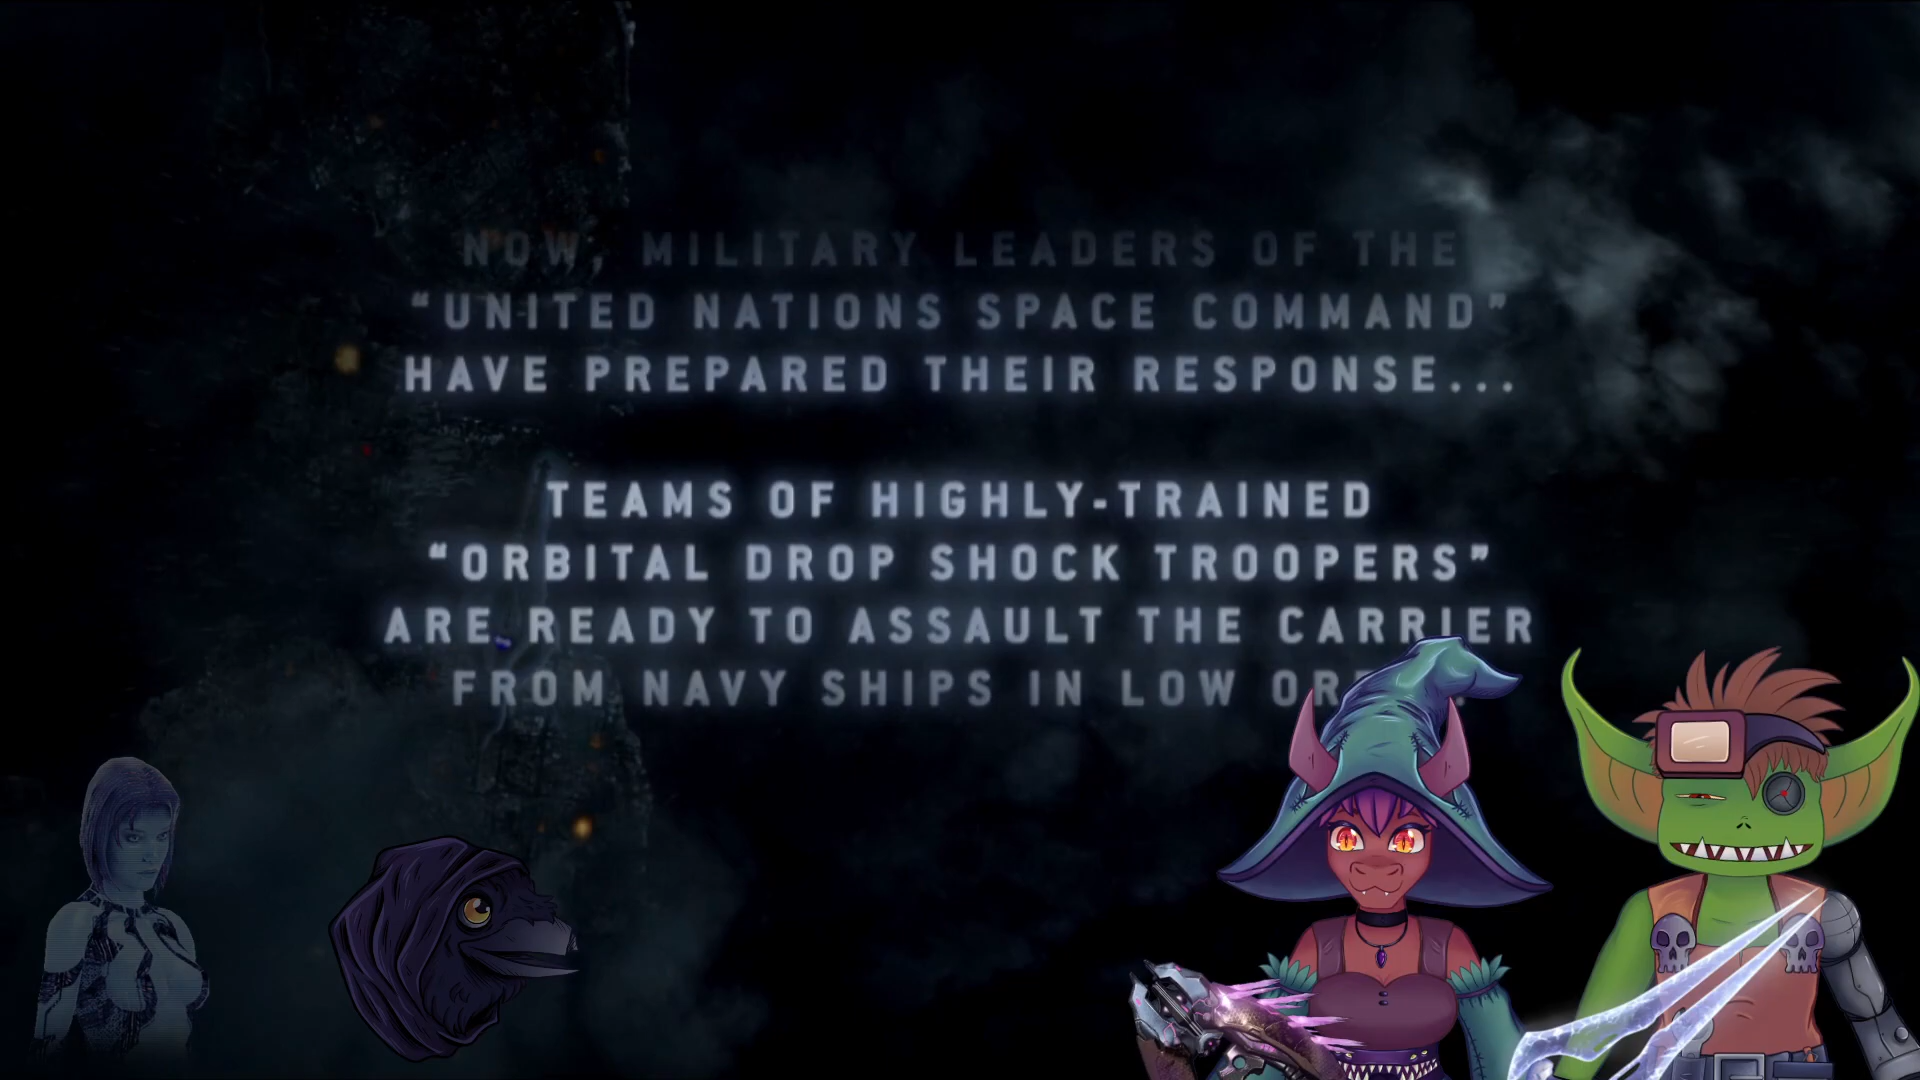 NOW, MILITARY LEADERS OF THE
“UNITED NATIONS SPACE COMMAND”
HAVE PREPARED THEIR RESPONSE...
TEAMS OF HIGHLY-TRAINED
“ORBITAL DROP SHOCK TROOPERS”
ARE READY TO ASSAULT THE CARRIER
FROM NAVY SHIPS IN LOW